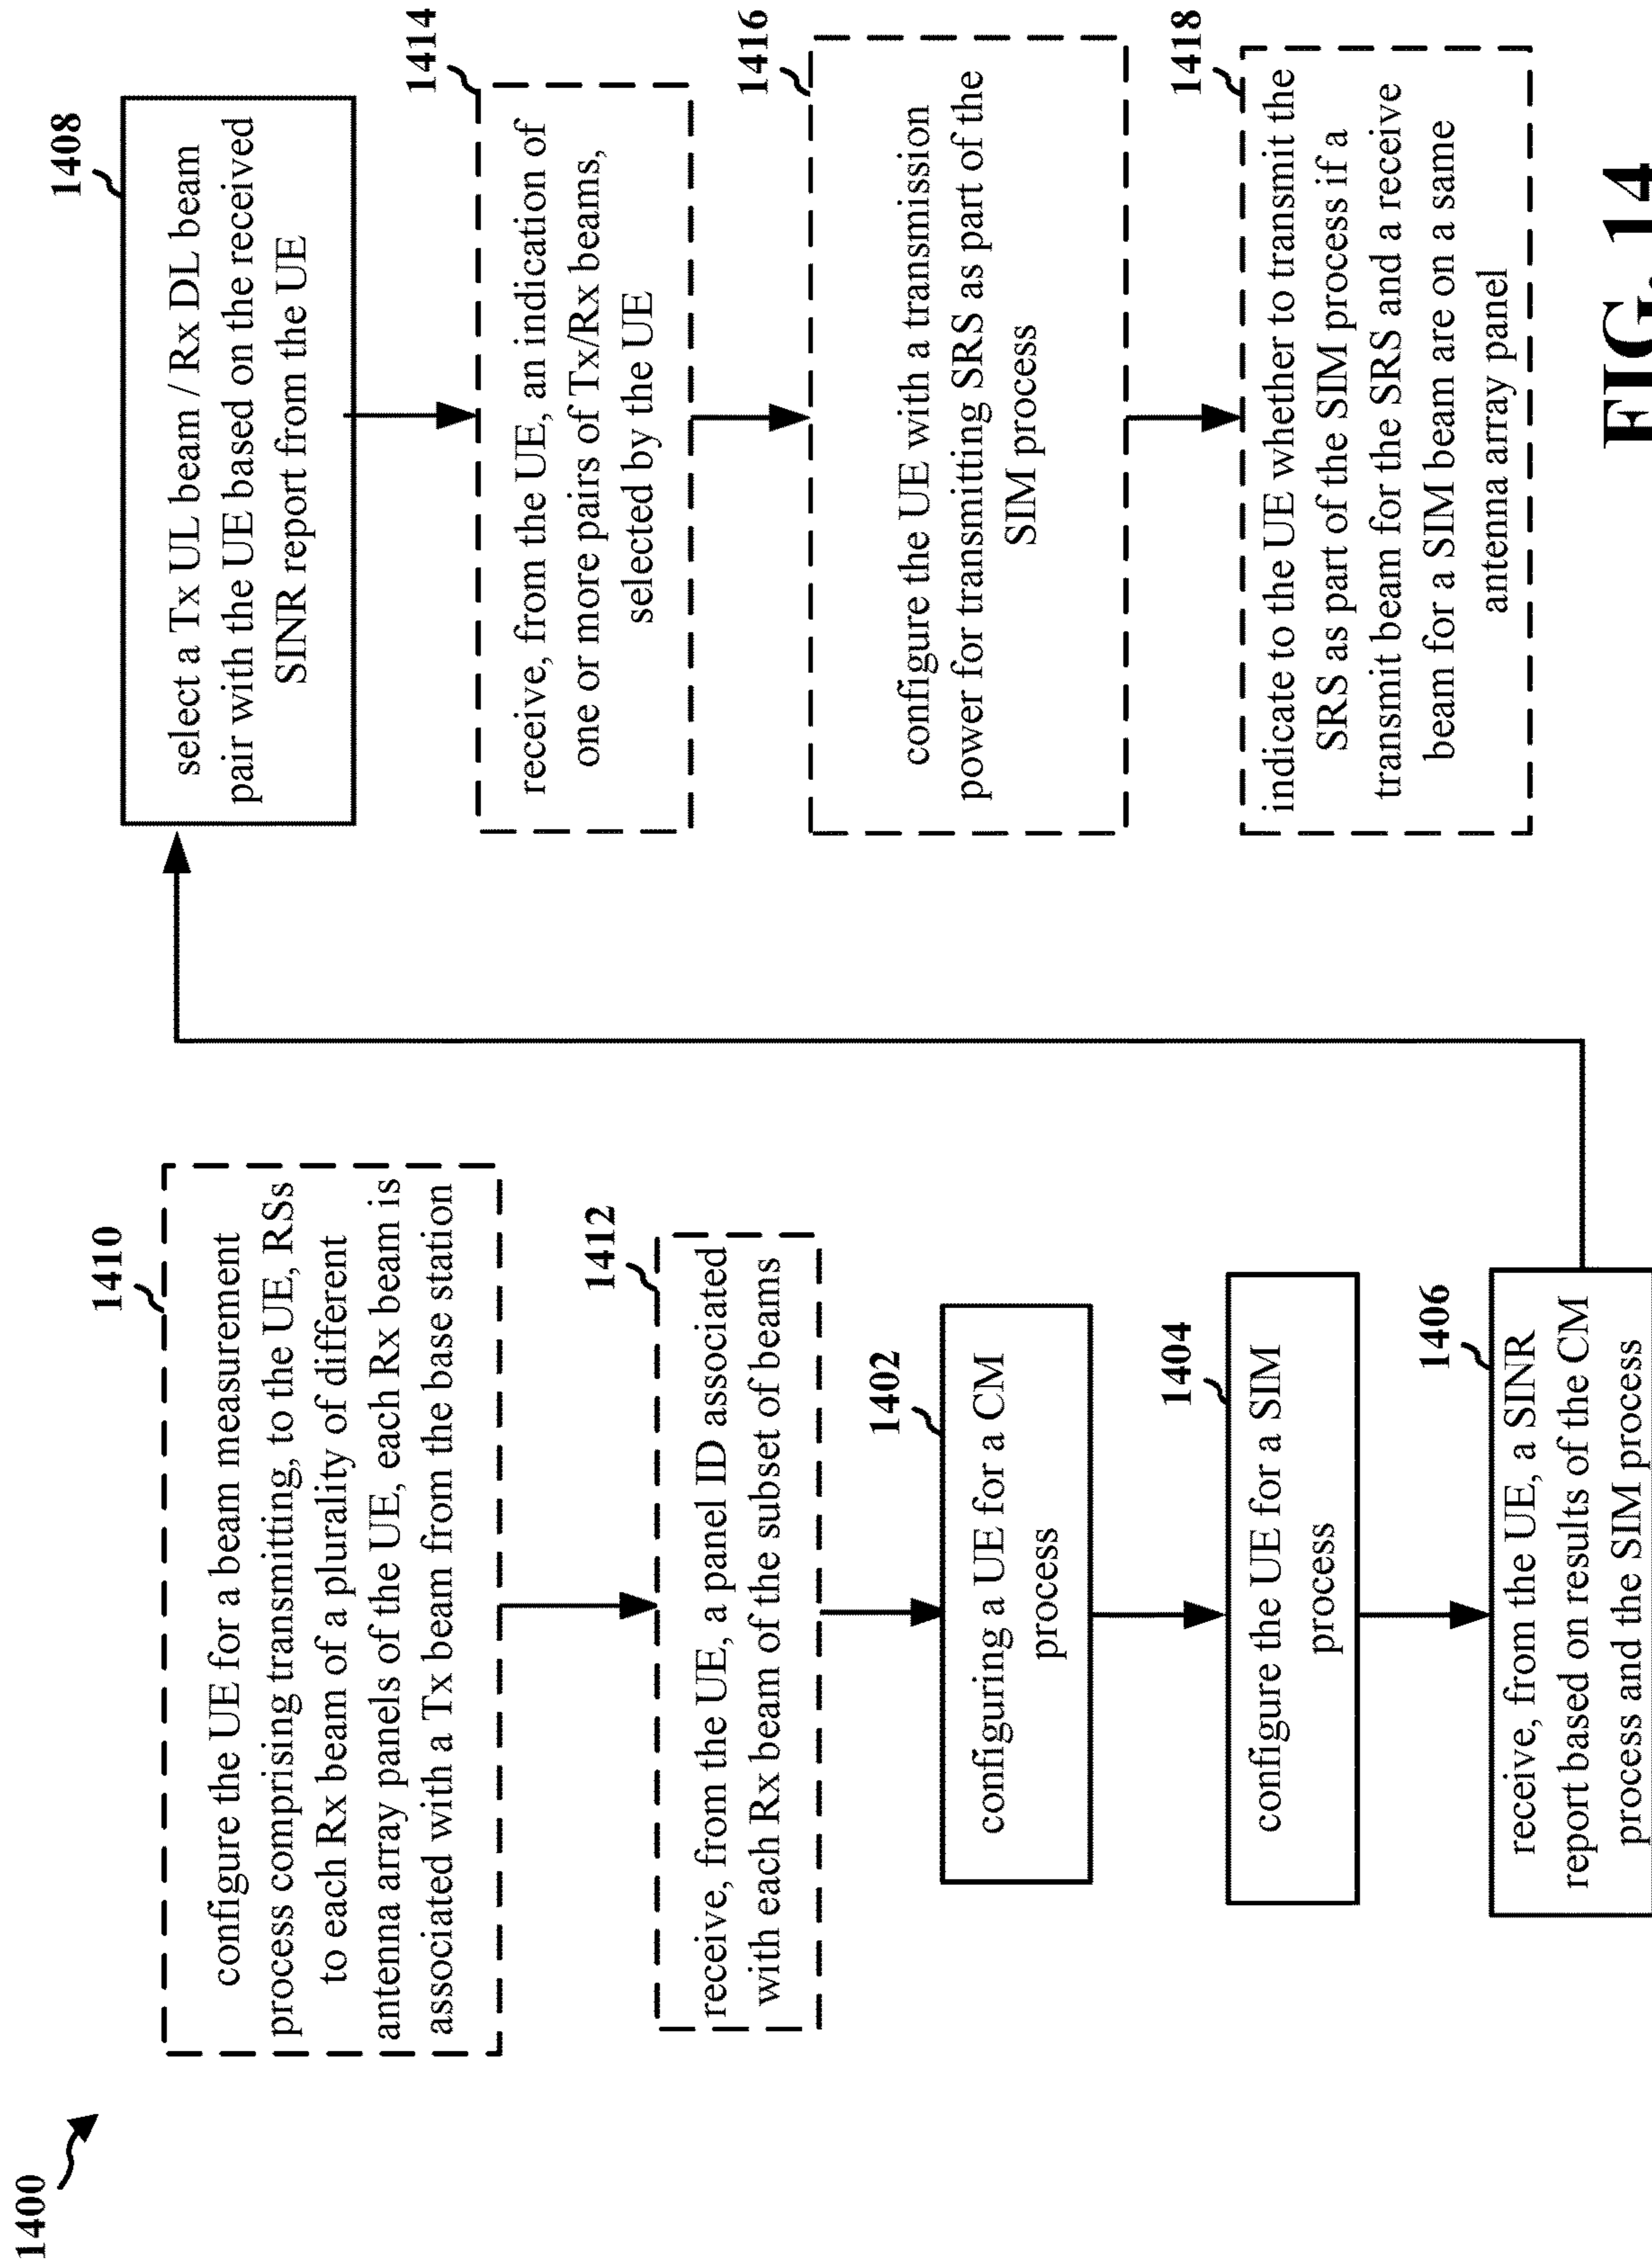 1400
1410
configure the UE for a beam measurement
process comprising transmitting, to the UE, RSs
to each Rx beam of a plurality of different
antenna array panels of the UE, each Rx beam is
associated with a Tx beam from the base station
1412
receive, from the UE, a panel ID associated
with each Rx beam of the subset of beams
1402
configuring a UE for a CM
process
1404
configure the UE for a SIM
process
1406
receive, from the UE, a SINR
report based on results of the CM
process and the SIM process
1408
select a Tx UL beam / Rx DL beam
pair with the UE based on the received
SINR report from the UE
1414
receive, from the UE, an indication of
one or more pairs of Tx/Rx beams,
selected by the UE
1416
configure the UE with a transmission
power for transmitting SRS as part of the
SIM process
1418
indicate to the UE whether to transmit the
SRS as part of the SIM process if a
transmit beam for the SRS and a receive
beam for a SIM beam are on a same
antenna array panel
FIG. 14